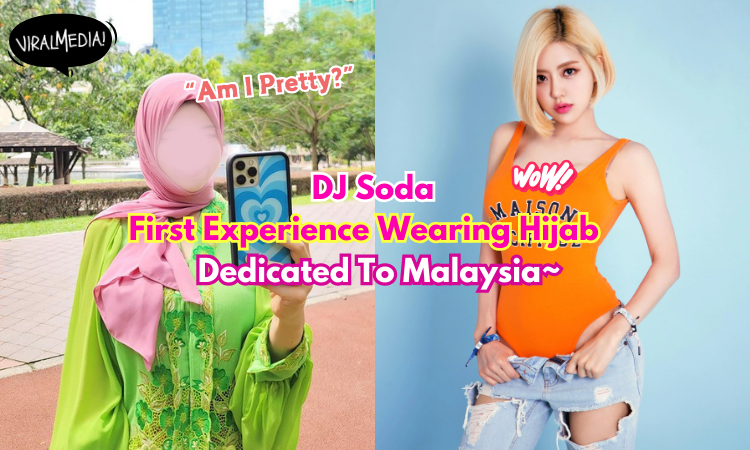 VIRALMEDIA!
"Am I Pretty?"
WOW!
DJ Soda
MAISON
First Experience Wearing Hijab
Dedicated To Malaysia~